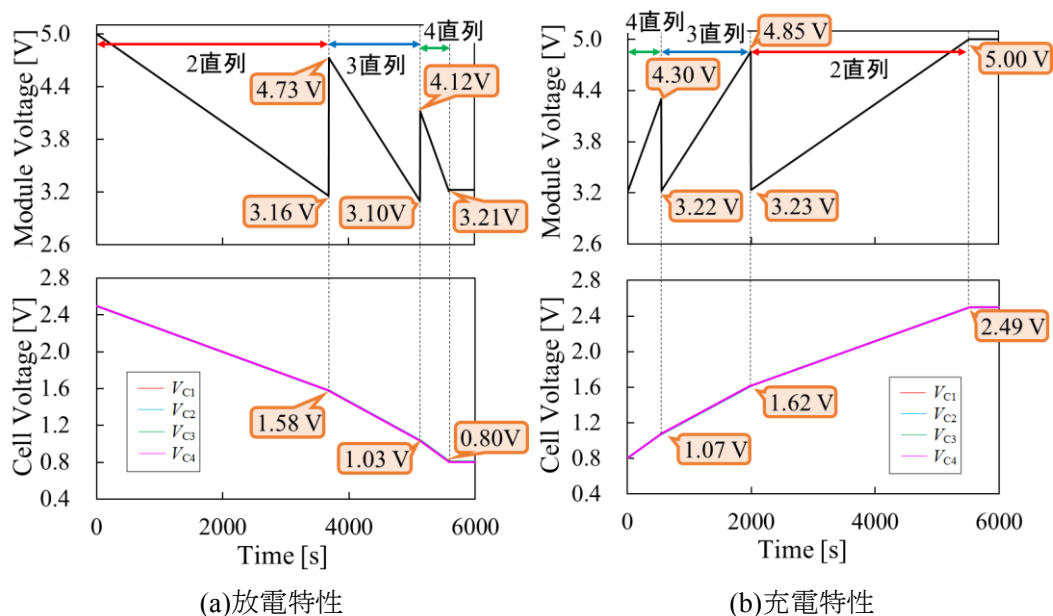 Module Voltage [V]
5.0
4.4
3.8
3.2
2.6
2直列
3直列
4直列
4.73 V
4.12V
3.16 V
3.10V
3.21V
Cell Voltage [V]
2.8
2.4
2.0
1.6
1.2
0.8
0.4
VC1
VC2
VC3
VC4
1.58 V
1.03 V
0.80V
0
2000
4000
6000
Time [s]
(a)放電特性
Module Voltage [V]
5.0
4.4
3.8
3.2
2.6
4直列
3直列
2直列
4.30 V
4.85 V
5.00 V
3.22 V
3.23 V
Cell Voltage [V]
2.8
2.4
2.0
1.6
1.2
0.8
0.4
VC1
VC2
VC3
VC4
1.07 V
1.62 V
2.49 V
0
2000
4000
6000
Time [s]
(b)充電特性